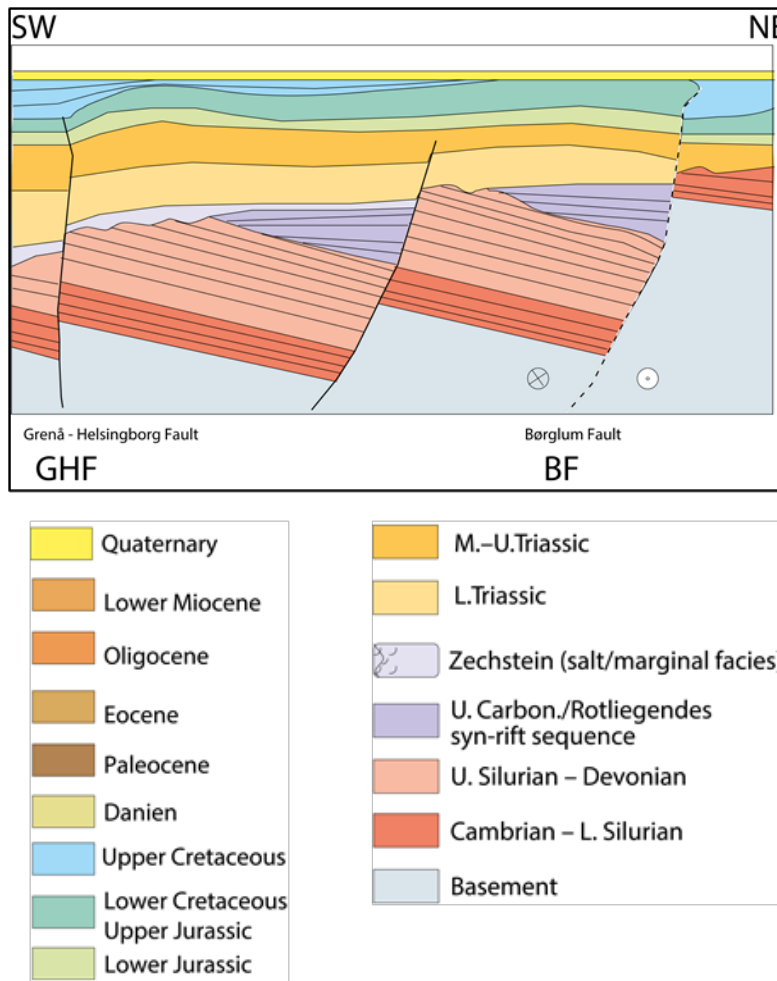 SW
NE
Grenå - Helsingborg Fault
Børglum Fault
GHF
BF
Quaternary
Lower Miocene
Oligocene
Eocene
Paleocene
Danien
Upper Cretaceous
Lower Cretaceous
Upper Jurassic
Lower Jurassic
M.–U.Triassic
L.Triassic
Zechstein (salt/marginal facies)
U. Carbon./Rotliegendes
syn-rift sequence
U. Silurian – Devonian
Cambrian – L. Silurian
Basement